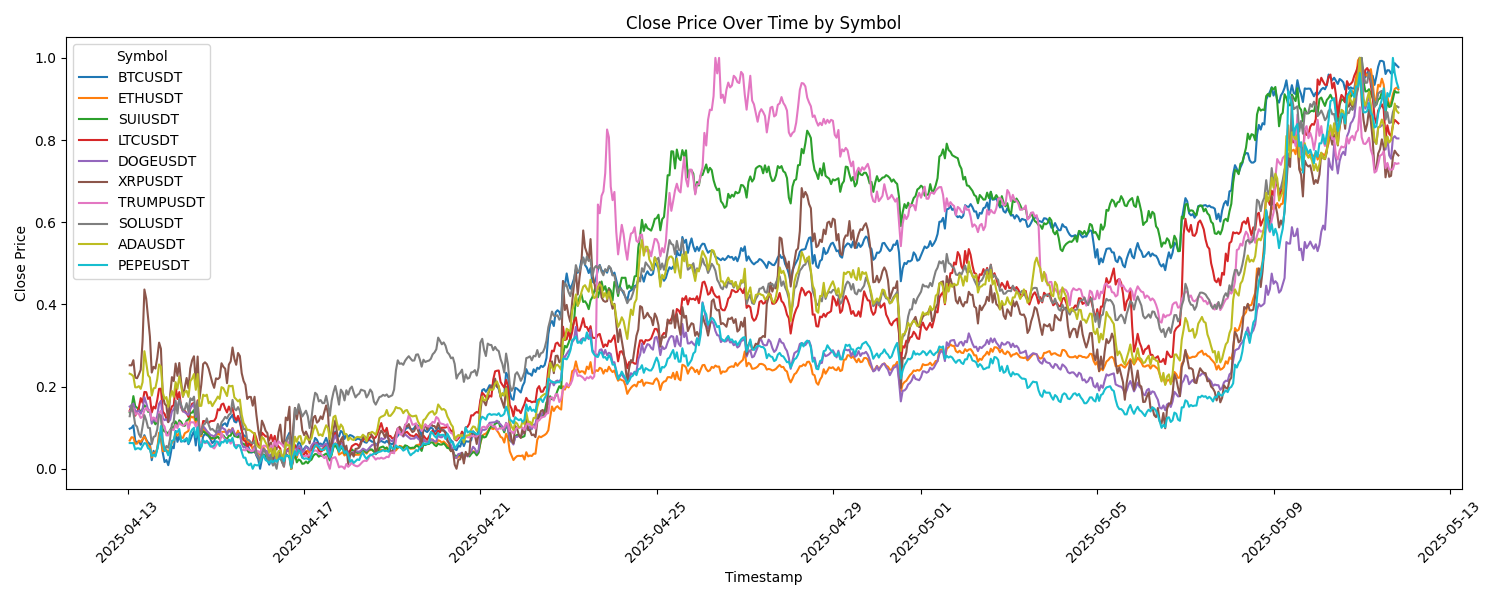 Close Price Over Time by Symbol
Close Price
1.0
0.8
0.6
0.4
0.2
0.0
Symbol
BTCUSDT
ETHUSDT
SUIUSDT
LTCUSDT
DOGEUSDT
XRPUSDT
TRUMPUSDT
SOLUSDT
ADAUSDT
PEPEUSDT
2025-04-13
2025-04-17
2025-04-21
2025-04-25
2025-04-29
2025-05-01
2025-05-05
2025-05-09
2025-05-13
Timestamp